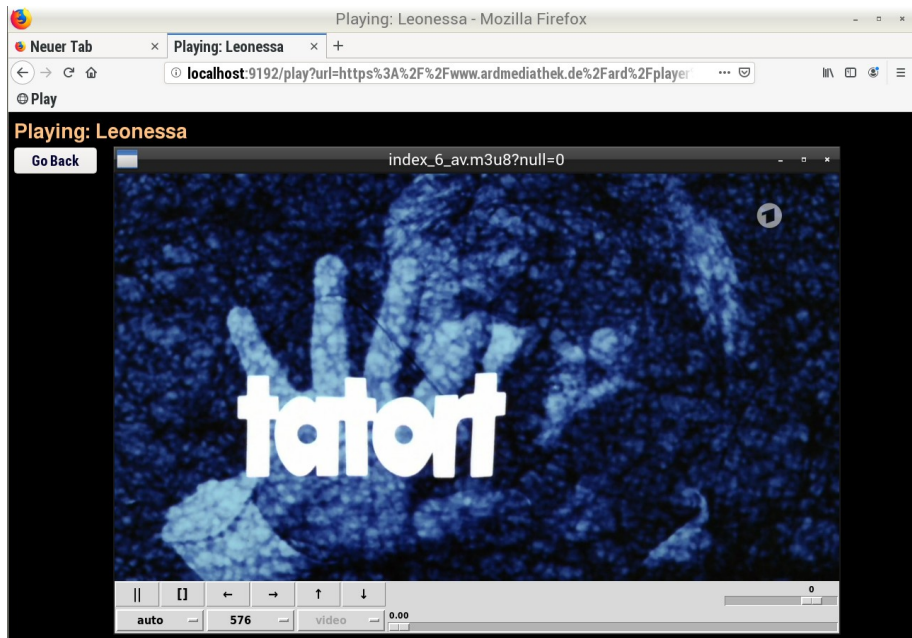 Playing: Leonessa - Mozilla Firefox
Neuer Tab
Playing: Leonessa
localhost:9192/play?url=https%3A%2F%2Fwww.ardmediathek.de%2Fard%2Fplayer
Play
Playing: Leonessa
Go Back
index_6_av.m3u8?null=0
1
tatort
|| [] ← → ↑ ↓
0
auto 576 video
0.00